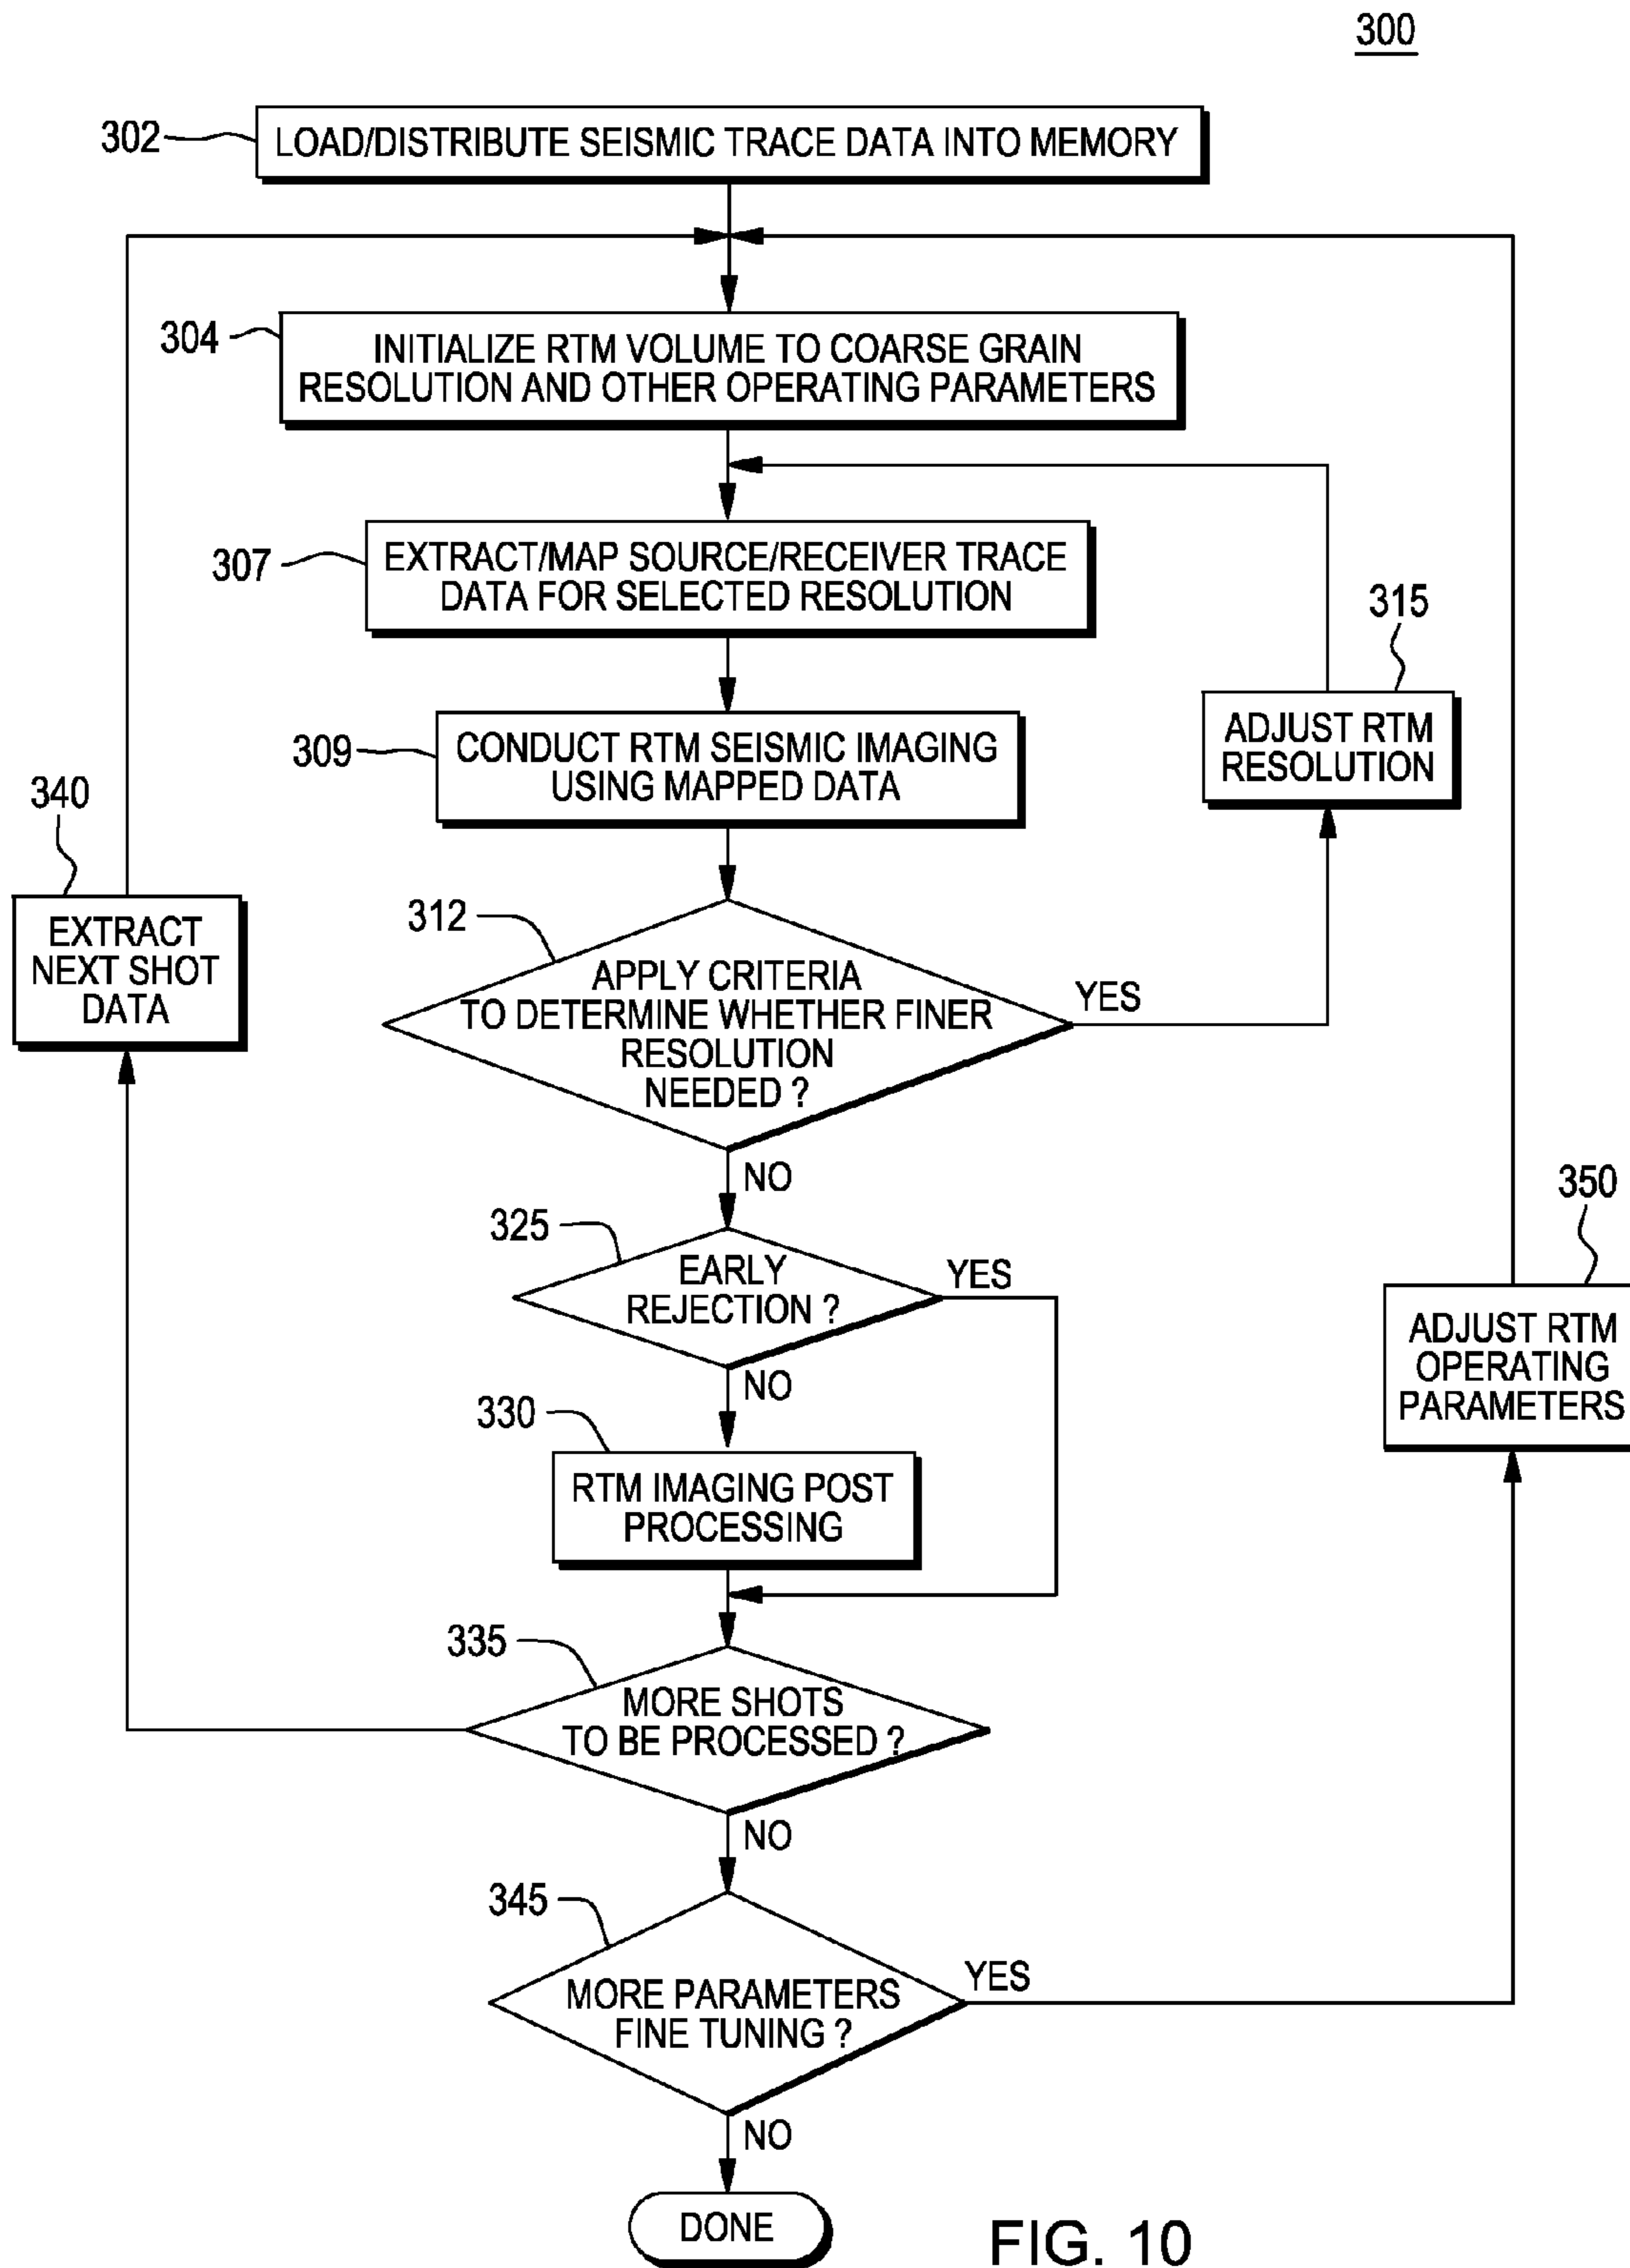 300
302
LOAD/DISTRIBUTE SEISMIC TRACE DATA INTO MEMORY
304
INITIALIZE RTM VOLUME TO COARSE GRAIN
RESOLUTION AND OTHER OPERATING PARAMETERS
307
EXTRACT/MAP SOURCE/RECEIVER TRACE
DATA FOR SELECTED RESOLUTION
315
ADJUST RTM
RESOLUTION
309
CONDUCT RTM SEISMIC IMAGING
USING MAPPED DATA
340
EXTRACT
NEXT SHOT
DATA
312
APPLY CRITERIA
TO DETERMINE WHETHER FINER
RESOLUTION
NEEDED ?
YES
NO
325
EARLY
REJECTION ?
YES
NO
350
ADJUST RTM
OPERATING
PARAMETERS
330
RTM IMAGING POST
PROCESSING
335
MORE SHOTS
TO BE PROCESSED ?
NO
345
MORE PARAMETERS
FINE TUNING ?
YES
NO
DONE
FIG. 10